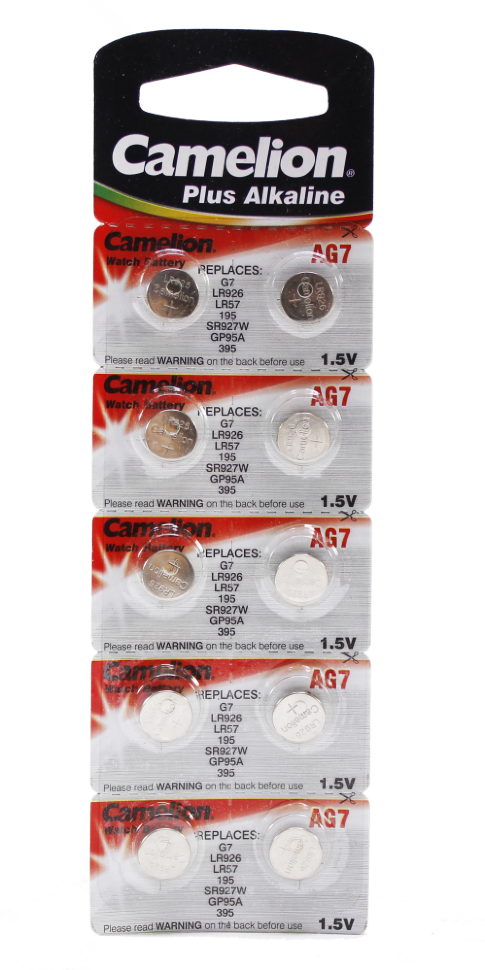 Camelion®
Plus Alkaline
Camelion®
Watch Battery
AG7
REPLACES:
G7
LR926
LR57
195
SR927W
GP95A
395
Please read WARNING on the back before use
1.5V
Camelion®
Watch Battery
AG7
REPLACES:
G7
LR926
LR57
195
SR927W
GP95A
395
Please read WARNING on the back before use
1.5V
Camelion®
Watch Battery
AG7
REPLACES:
G7
LR926
LR57
195
SR927W
GP95A
395
Please read WARNING on the back before use
1.5V
Camelion®
Watch Battery
AG7
REPLACES:
G7
LR926
LR57
195
SR927W
GP95A
395
Camelion
LR926
Please read WARNING on the back before use
1.5V
Camelion®
Watch Battery
AG7
REPLACES:
G7
LR926
LR57
195
SR927W
GP95A
395
Please read WARNING on the back before use
1.5V